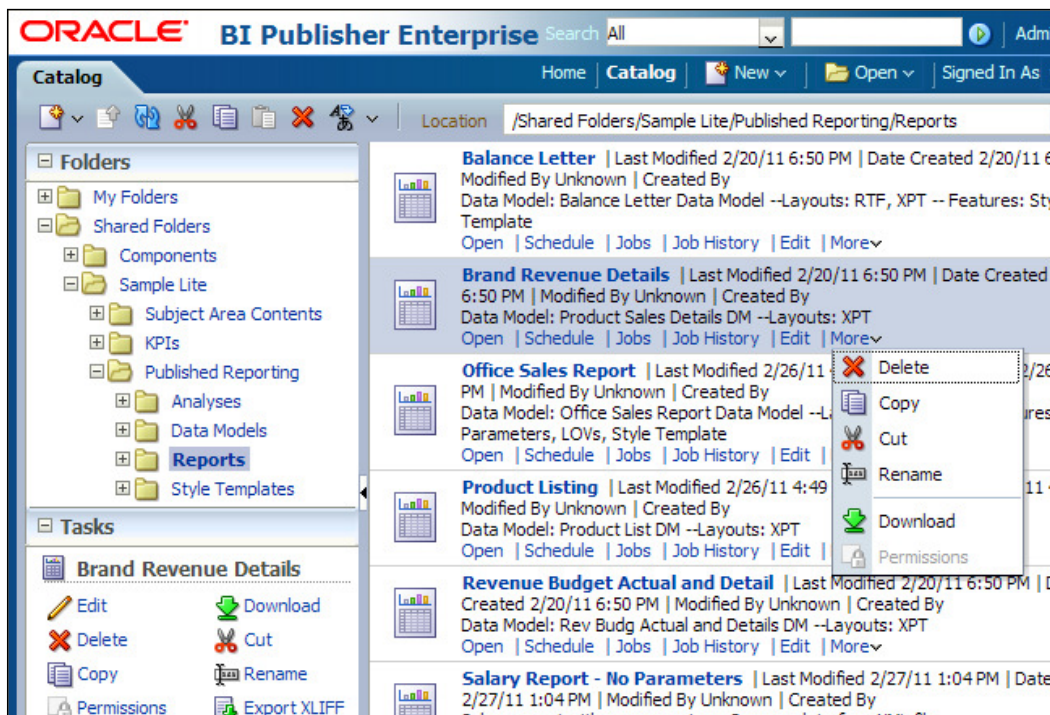 ORACLE BI Publisher Enterprise Search All Adm
Catalog
Home Catalog New Open Signed In As
Location /Shared Folders/Sample Lite/Published Reporting/Reports
Folders
My Folders
Shared Folders
Components
Sample Lite
Subject Area Contents
KPIs
Published Reporting
Analyses
Data Models
Reports
Style Templates
Tasks
Brand Revenue Details
Edit Download
Delete Cut
Copy Rename
Permissions Export XLIFF
Balance Letter | Last Modified 2/20/11 6:50 PM | Date Created 2/20/11 6
Modified By Unknown | Created By
Data Model: Balance Letter Data Model --Layouts: RTF, XPT -- Features: Sty
Template
Open | Schedule | Jobs | Job History | Edit | More
Brand Revenue Details | Last Modified 2/20/11 6:50 PM | Date Created
6:50 PM | Modified By Unknown | Created By
Data Model: Product Sales Details DM --Layouts: XPT
Open | Schedule | Jobs | Job History | Edit | More
Office Sales Report | Last Modified 2/26/11 2/26
PM | Modified By Unknown | Created By
Data Model: Office Sales Report Data Model --La res
Parameters, LOVs, Style Template
Open | Schedule | Jobs | Job History | Edit |
Product Listing | Last Modified 2/26/11 4:49 11
Modified By Unknown | Created By
Data Model: Product List DM --Layouts: XPT
Open | Schedule | Jobs | Job History | Edit |
Delete
Copy
Cut
Rename
Download
Permissions
Revenue Budget Actual and Detail | Last Modified 2/20/11 6:50 PM | D
Created 2/20/11 6:50 PM | Modified By Unknown | Created By
Data Model: Rev Budg Actual and Details DM --Layouts: XPT
Open | Schedule | Jobs | Job History | Edit | More
Salary Report - No Parameters | Last Modified 2/27/11 1:04 PM | Date
2/27/11 1:04 PM | Modified By Unknown | Created By